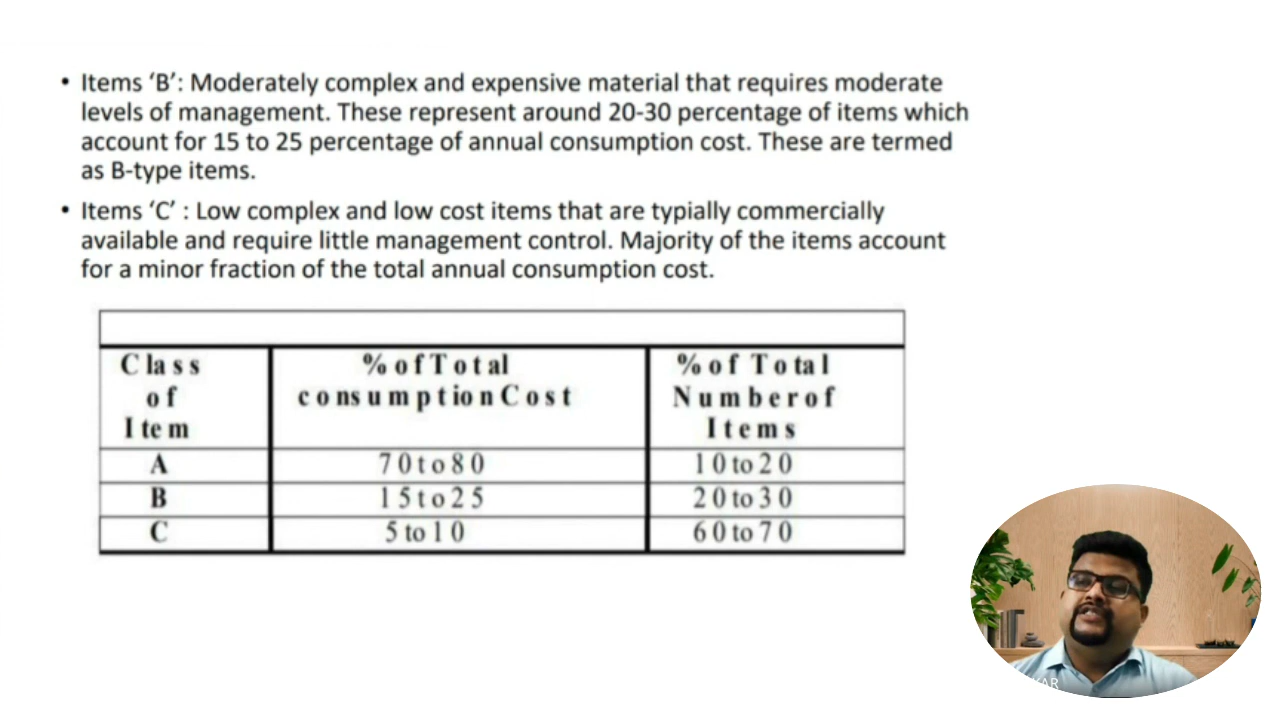 • Items ‘B’: Moderately complex and expensive material that requires moderate
levels of management. These represent around 20-30 percentage of items which
account for 15 to 25 percentage of annual consumption cost. These are termed
as B-type items.
• Items ‘C’ : Low complex and low cost items that are typially commercially
available and require little management control. Majority of the items account
for a minor fraction of the total annual consumption cost.
Class of Item | % of Total consumption Cost | % of Total Number of Items
A | 70 to 80 | 10 to 20
B | 15 to 25 | 20 to 30
C | 5 to 10 | 60 to 70